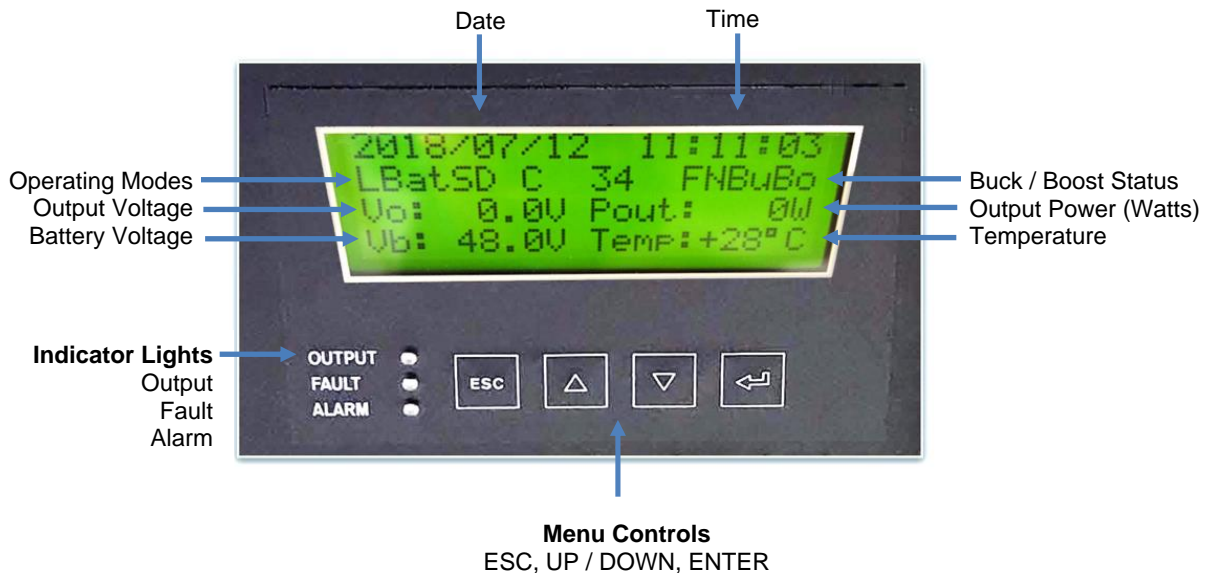 Date
Time
2018/07/12 11:11:03
LBatSD C 34 FNBuBo
Vo: 0.0V Pout: 0W
Vb: 48.0V Temp:+28°C
Operating Modes
Output Voltage
Battery Voltage
Buck / Boost Status
Output Power (Watts)
Temperature
Indicator Lights
Output
Fault
Alarm
OUTPUT
FAULT
ALARM
ESC
Menu Controls
ESC, UP / DOWN, ENTER